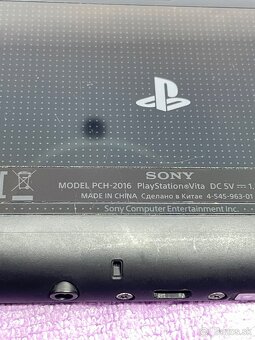 SONY
MODEL PCH-2016 PlayStation®Vita DC 5V⎓1.
MADE IN CHINA Сделано в Китае 4-545-963-01
Sony Computer Entertainment Inc.